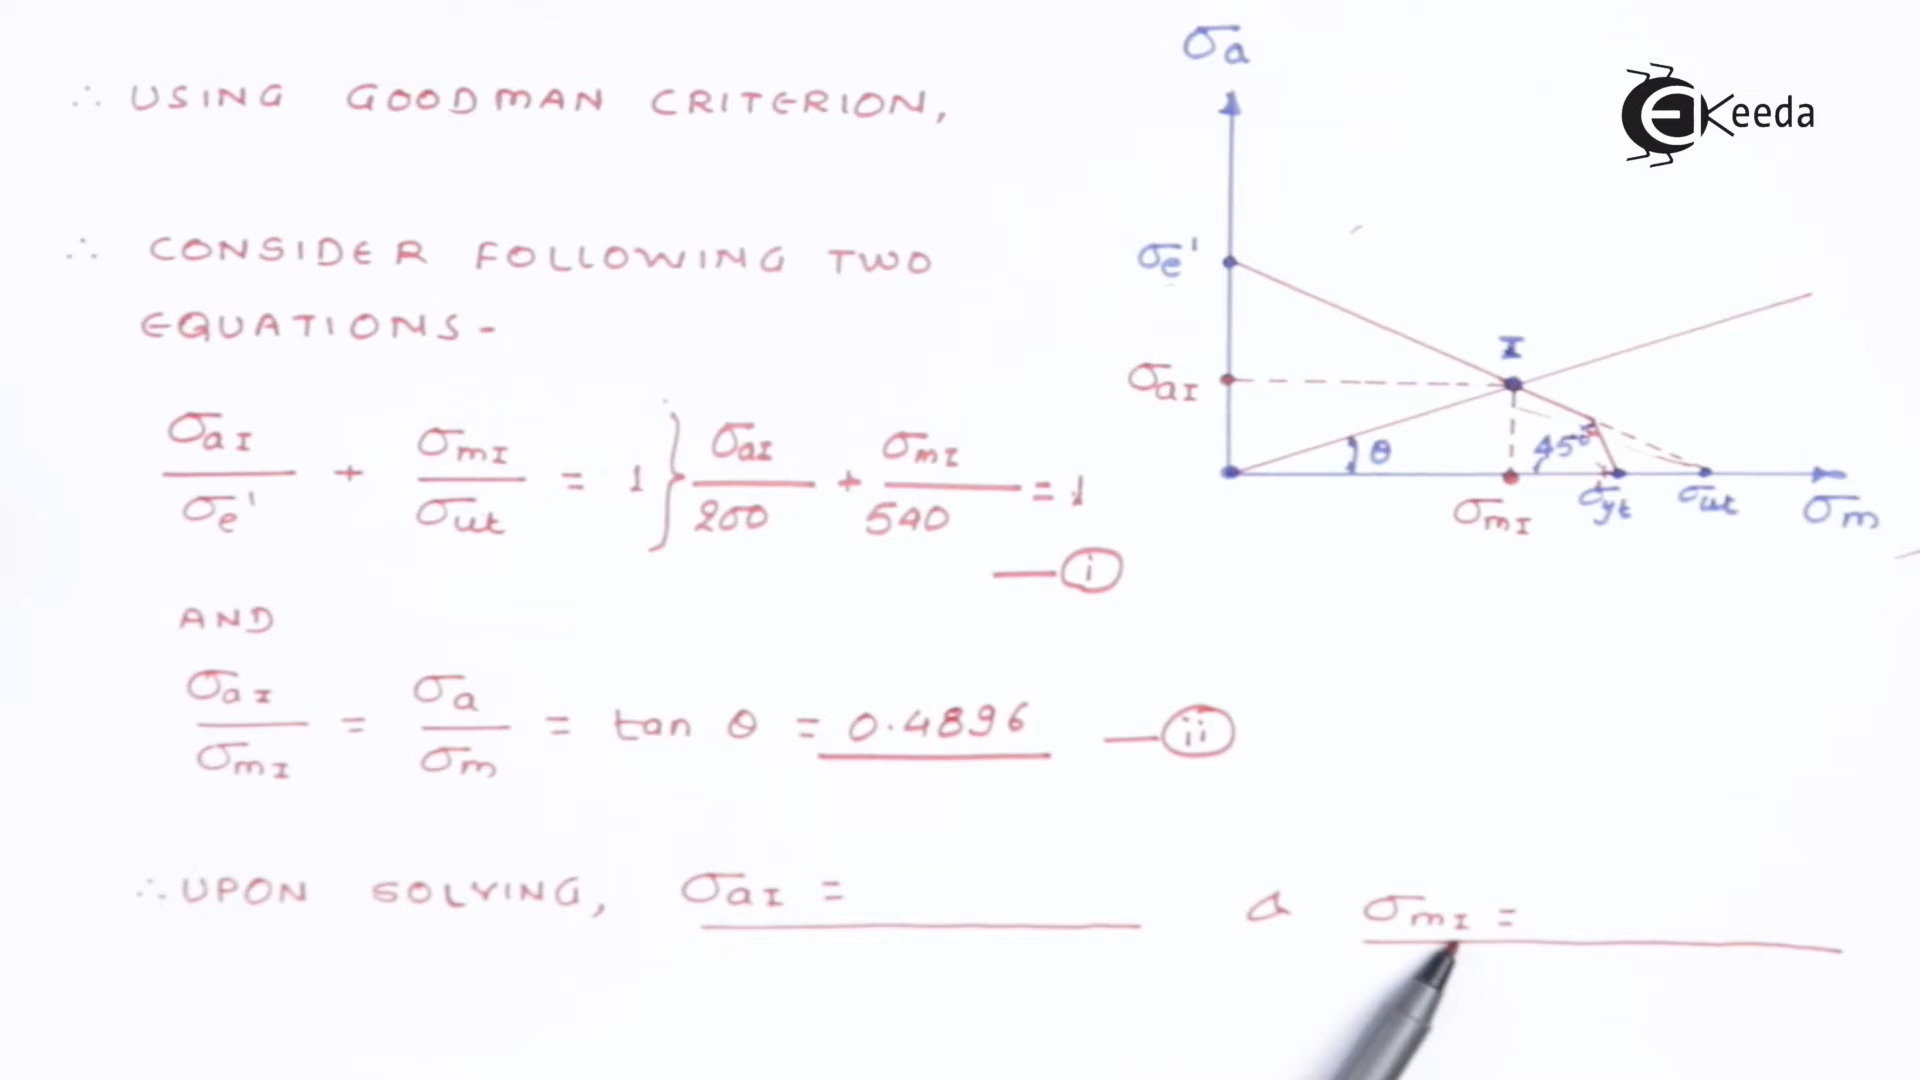 ∴ USING GOODMAN CRITERION,
∴ CONSIDER FOLLOWING TWO
EQUATIONS-
σaI/σe' + σmI/σut = 1 } σaI/200 + σmI/540 = 1
— (i)
AND
σaI/σmI = σa/σm = tan θ = 0.4896 — (ii)
∴ UPON SOLVING, σaI = & σmI =
σa
EKeeda
σe'
I
σaI
θ
45°
σmI
σyt
σut
σm